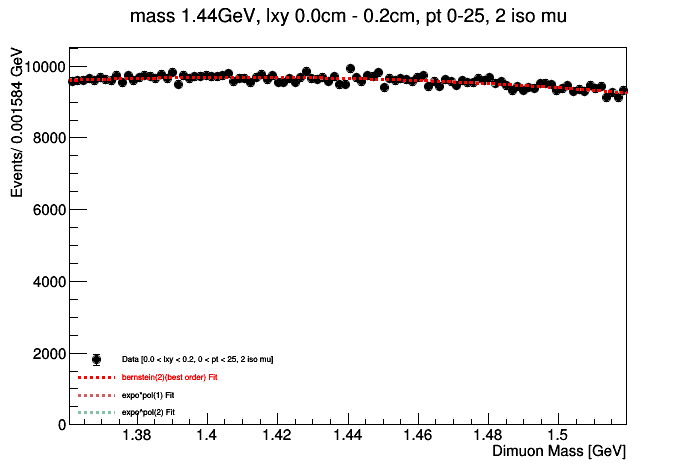 mass 1.44GeV, lxy 0.0cm - 0.2cm, pt 0-25, 2 iso mu
Events/ 0.001584 GeV
10000
8000
6000
4000
2000
0
Data [0.0 < lxy < 0.2, 0 < pt < 25, 2 iso mu]
bernstein(2)(best order) Fit
expo*pol(1) Fit
expo*pol(2) Fit
1.38 1.4 1.42 1.44 1.46 1.48 1.5
Dimuon Mass [GeV]